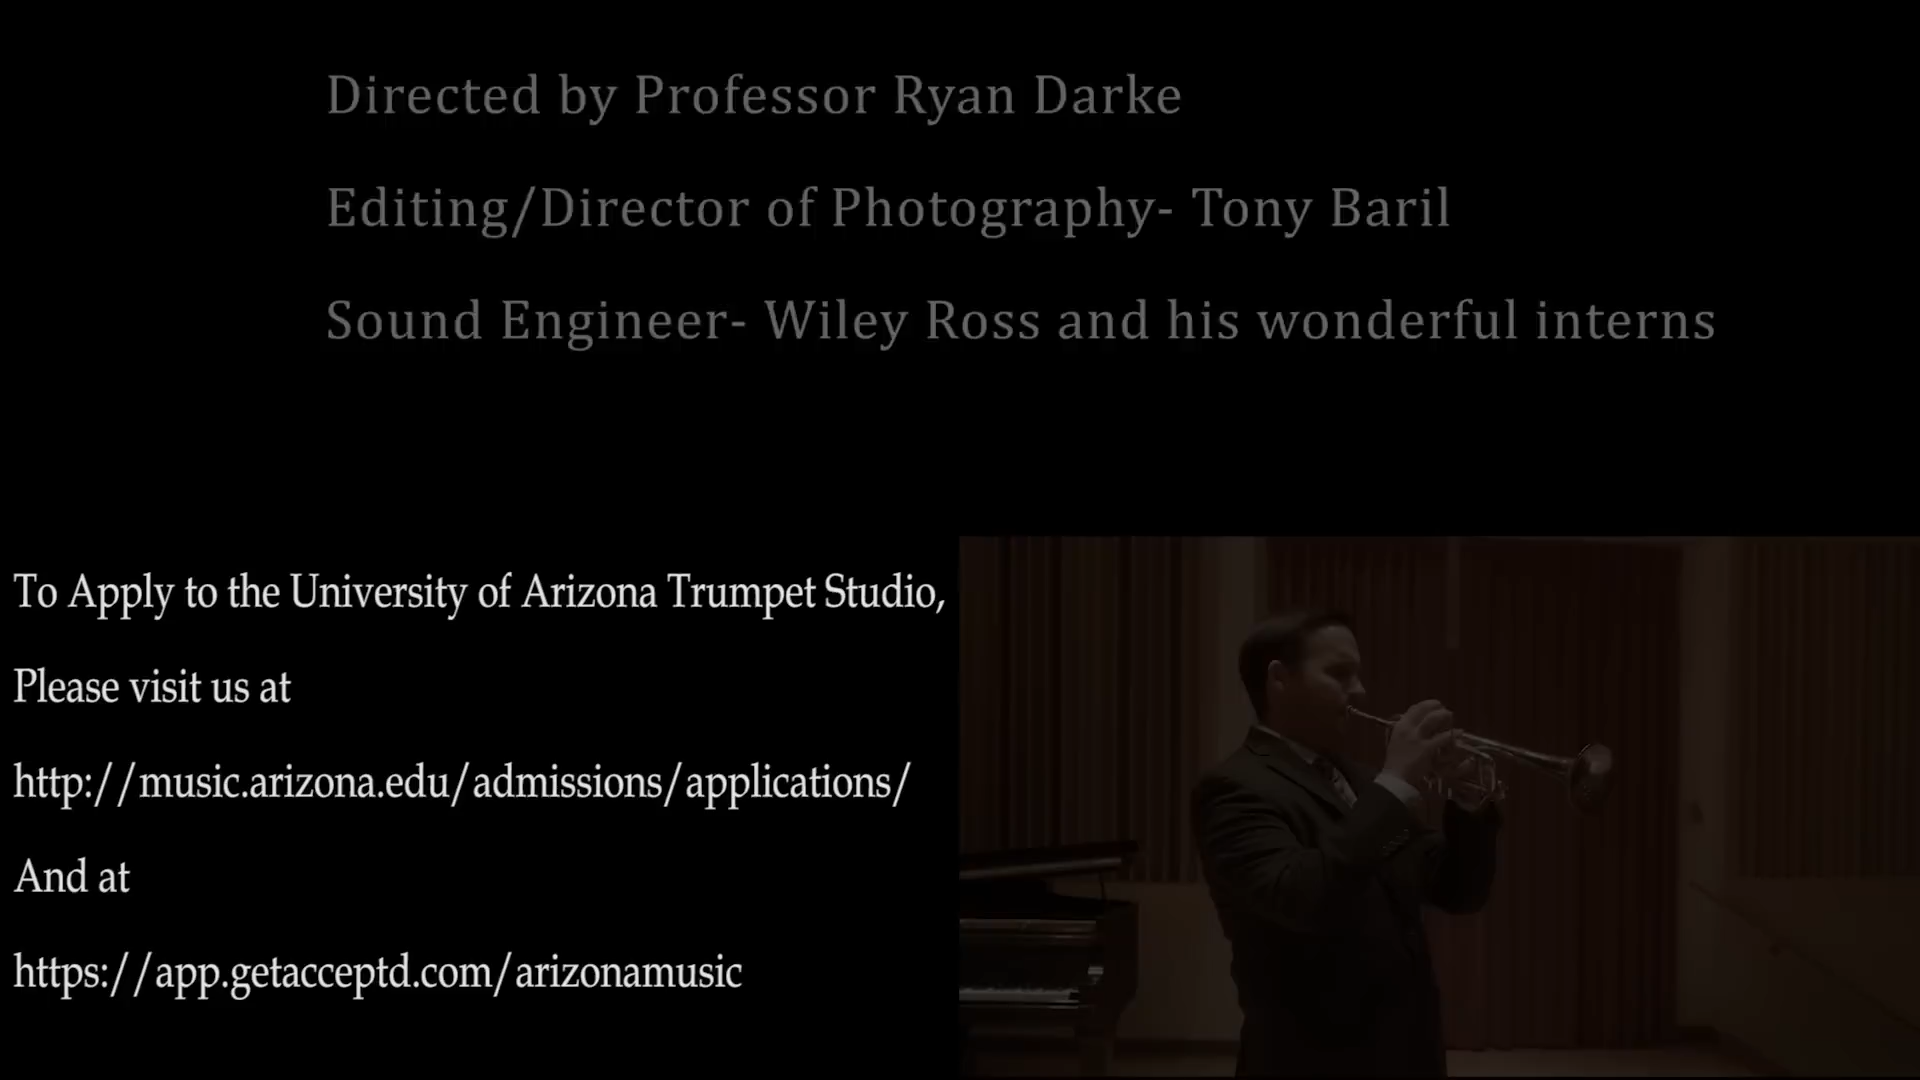 Directed by Professor Ryan Darke
Editing/Director of Photography- Tony Baril
Sound Engineer- Wiley Ross and his wonderful interns
To Apply to the University of Arizona Trumpet Studio,
Please visit us at
http://music.arizona.edu/admissions/applications/
And at
https://app.getacceptd.com/arizonamusic